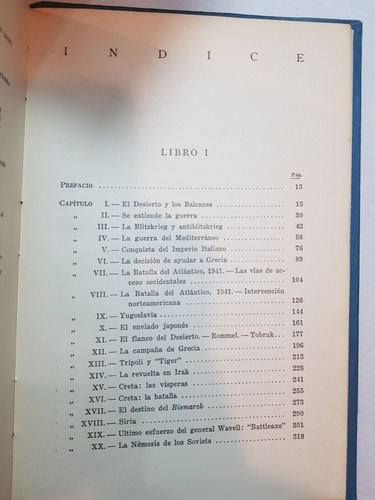 INDICE
LIBRO I
Pág.
PREFACIO 13
CAPÍTULO I. — El Desierto y los Balcanes 15
„ II. — Se extiende la guerra 30
„ III. — La Blitzkrieg y antiblitzkrieg 42
„ IV. — La guerra del Mediterráneo 58
„ V. — Conquista del Imperio Italiano 76
„ VI. — La decisión de ayudar a Grecia 89
„ VII. — La Batalla del Atlántico, 1941. — Las vías de ac-
ceso occidentales 104
„ VIII. — La Batalla del Atlántico, 1941. — Intervención
norteamericana 126
„ IX. — Yugoslavia 144
„ X. — El enviado japonés 161
„ XI. — El flanco del Desierto. — Rommel. — Tobruk 177
„ XII. — La campaña de Grecia 196
„ XIII. — Trípoli y "Tiger" 213
„ XIV. — La revuelta en Irak 228
„ XV. — Creta: las vísperas 241
„ XVI. — Creta: la batalla 255
„ XVII. — El destino del Bismarck 273
„ XVIII. — Siria 290
„ XIX. — Ultimo esfuerzo del general Wavell: "Battleaxe" 301
„ XX. — La Némesis de los Soviets 318